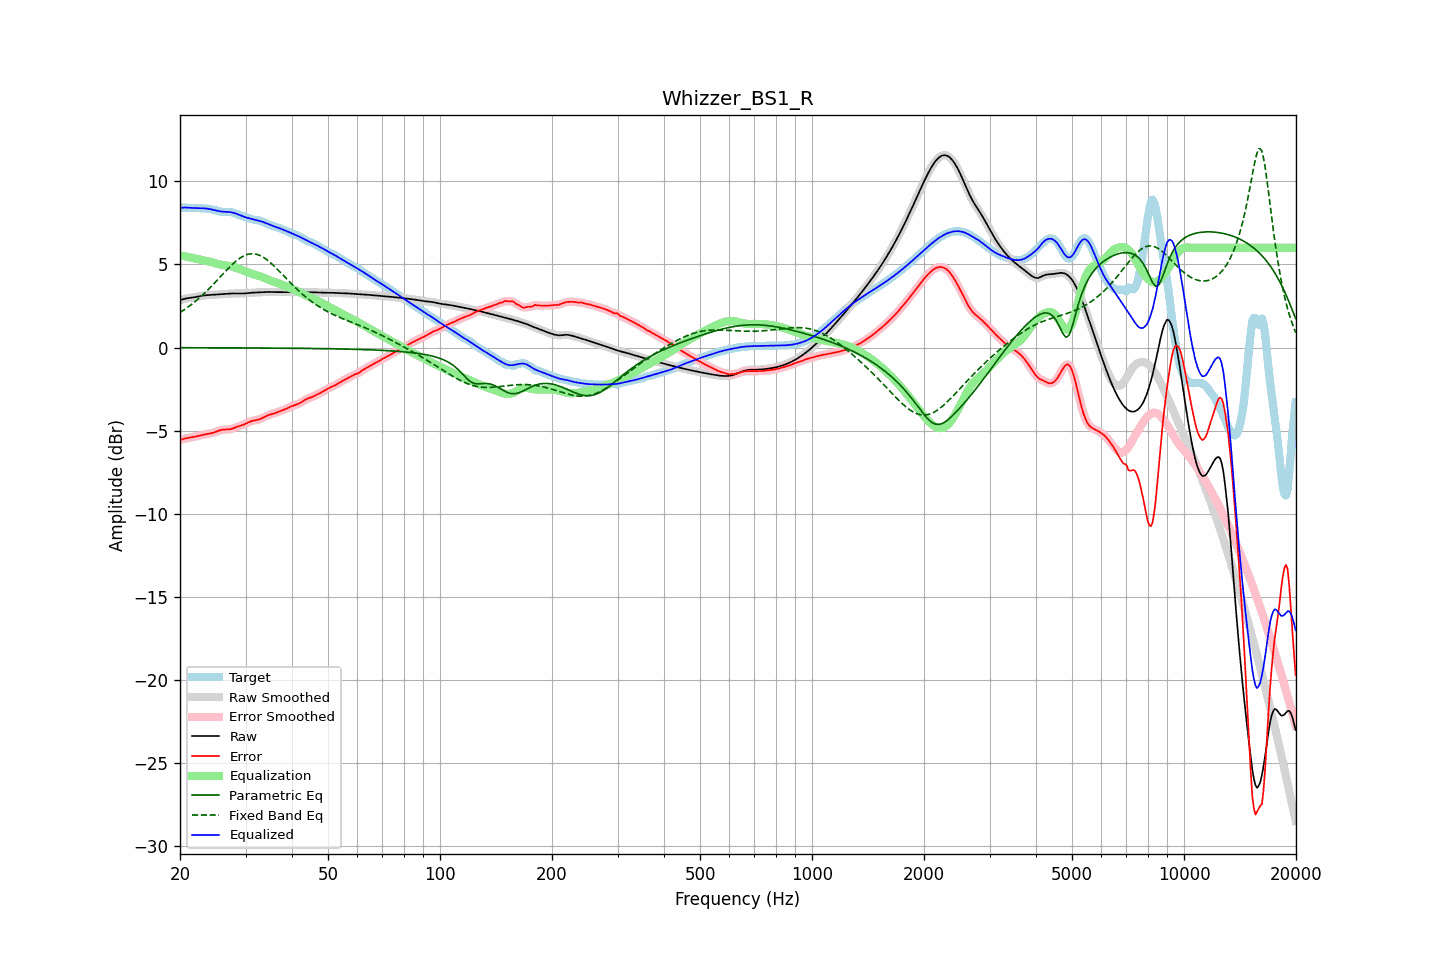 Whizzer_BS1_R
Amplitude (dBr)
10
5
0
−5
−10
−15
−20
−25
−30
Target
Raw Smoothed
Error Smoothed
Raw
Error
Equalization
Parametric Eq
Fixed Band Eq
Equalized
20 50 100 200 500 1000 2000 5000 10000 20000
Frequency (Hz)